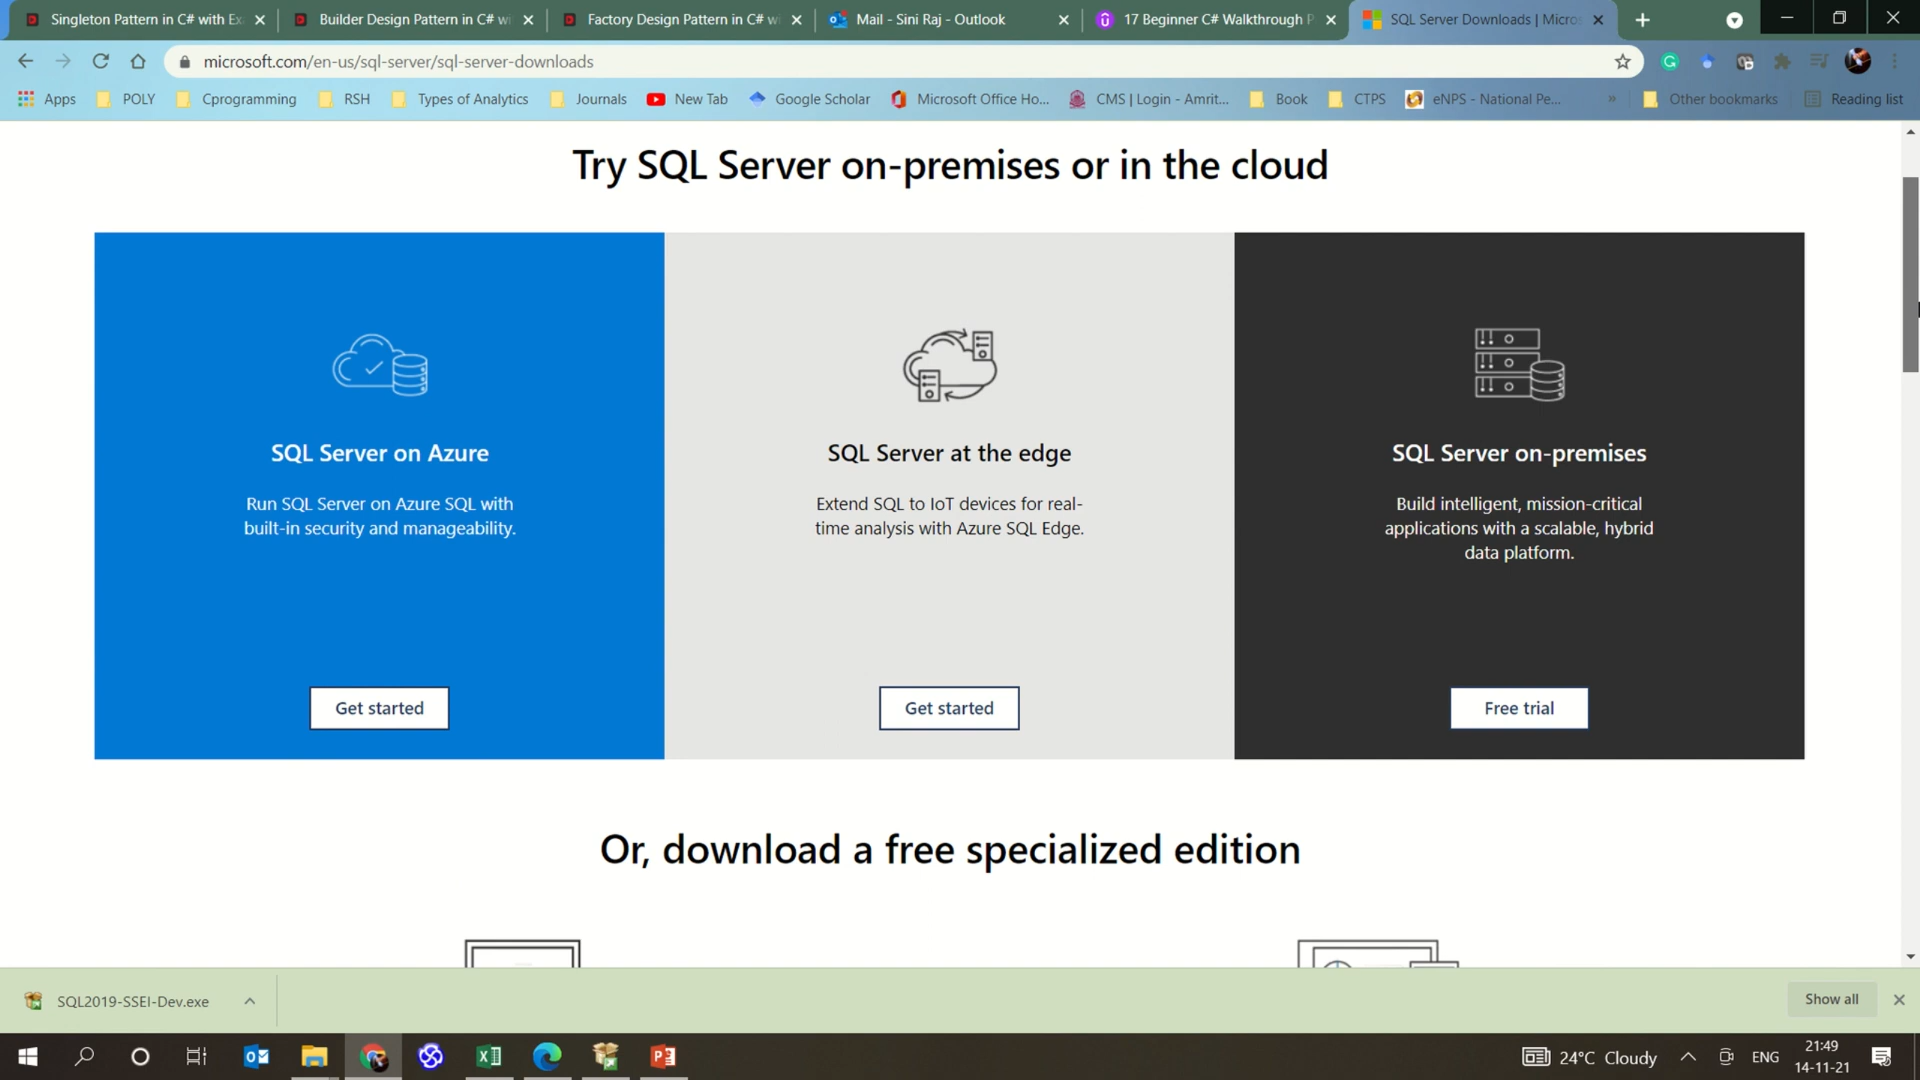 Singleton Pattern in C# with Ex
Builder Design Pattern in C# wi
Factory Design Pattern in C# wi
Mail - Sini Raj - Outlook
17 Beginner C# Walkthrough P
SQL Server Downloads | Micros
microsoft.com/en-us/sql-server/sql-server-downloads
Apps
POLY
Cprogramming
RSH
Types of Analytics
Journals
New Tab
Google Scholar
Microsoft Office Ho...
CMS | Login - Amrit...
Book
CTPS
eNPS - National Pe...
»
Other bookmarks
Reading list
Try SQL Server on-premises or in the cloud
SQL Server on Azure
Run SQL Server on Azure SQL with
built-in security and manageability.
Get started
SQL Server at the edge
Extend SQL to IoT devices for real-
time analysis with Azure SQL Edge.
Get started
SQL Server on-premises
Build intelligent, mission-critical
applications with a scalable, hybrid
data platform.
Free trial
Or, download a free specialized edition
SQL2019-SSEI-Dev.exe
Show all
24°C Cloudy
ENG
21:49
14-11-21